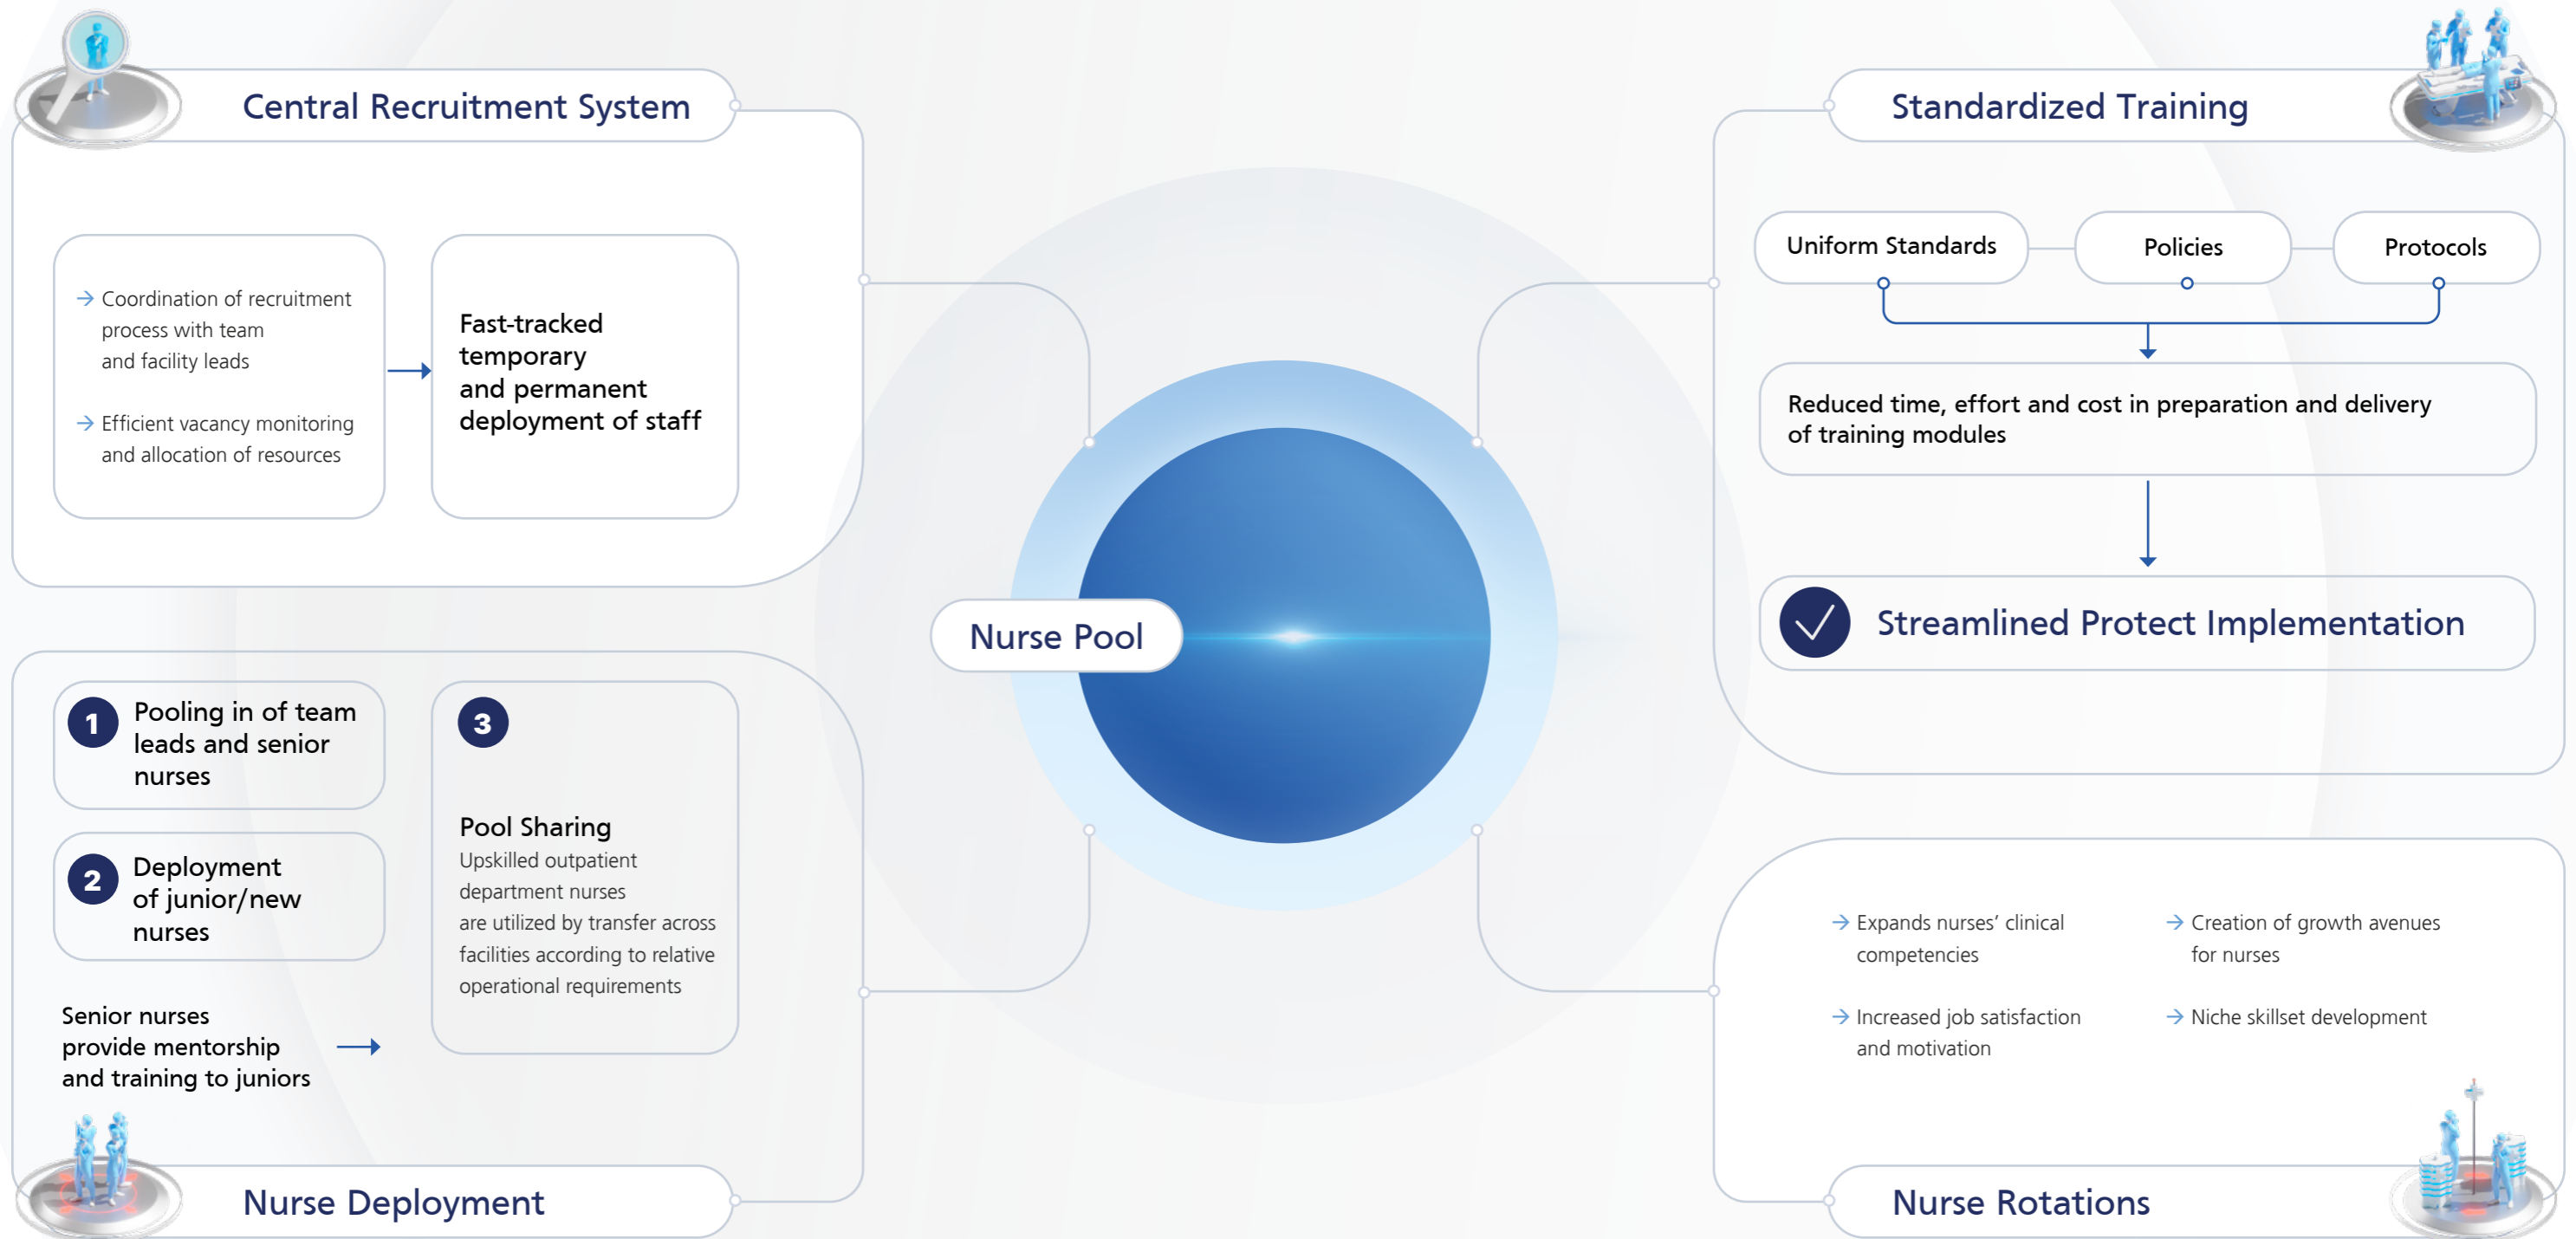 Central Recruitment System
→ Coordination of recruitment
process with team
and facility leads
→ Efficient vacancy monitoring
and allocation of resources
Fast-tracked
temporary
and permanent
deployment of staff
Standardized Training
Uniform Standards
Policies
Protocols
Reduced time, effort and cost in preparation and delivery
of training modules
Streamlined Protect Implementation
Nurse Pool
1
Pooling in of team
leads and senior
nurses
2
Deployment
of junior/new
nurses
Senior nurses
provide mentorship
and training to juniors
3
Pool Sharing
Upskilled outpatient
department nurses
are utilized by transfer across
facilities according to relative
operational requirements
Nurse Deployment
→ Expands nurses’ clinical
competencies
→ Increased job satisfaction
and motivation
→ Creation of growth avenues
for nurses
→ Niche skillset development
Nurse Rotations